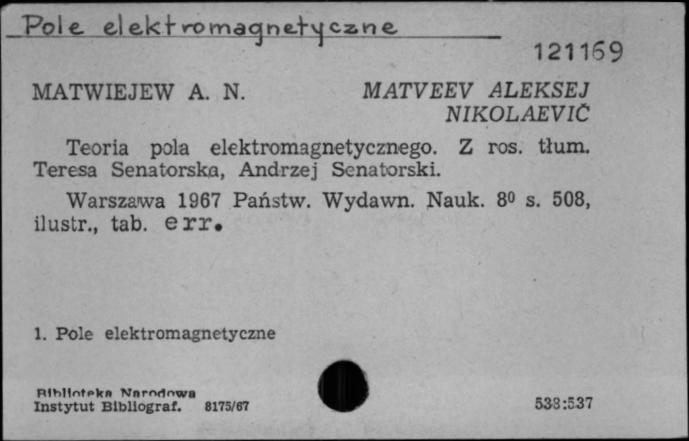 Pole elektromagnetyczne
121169
MATWIEJEW A. N. MATVEEV ALEKSEJ
NIKOLAEVIČ
Teoria pola elektromagnetycznego. Z ros. tłum.
Teresa Senatorska, Andrzej Senatorski.
Warszawa 1967 Państw. Wydawn. Nauk. 8⁰ s. 508,
ilustr., tab. err.
1. Pole elektromagnetyczne
Biblioteka Narodowa
Instytut Bibliograf. 8175/67
538:537